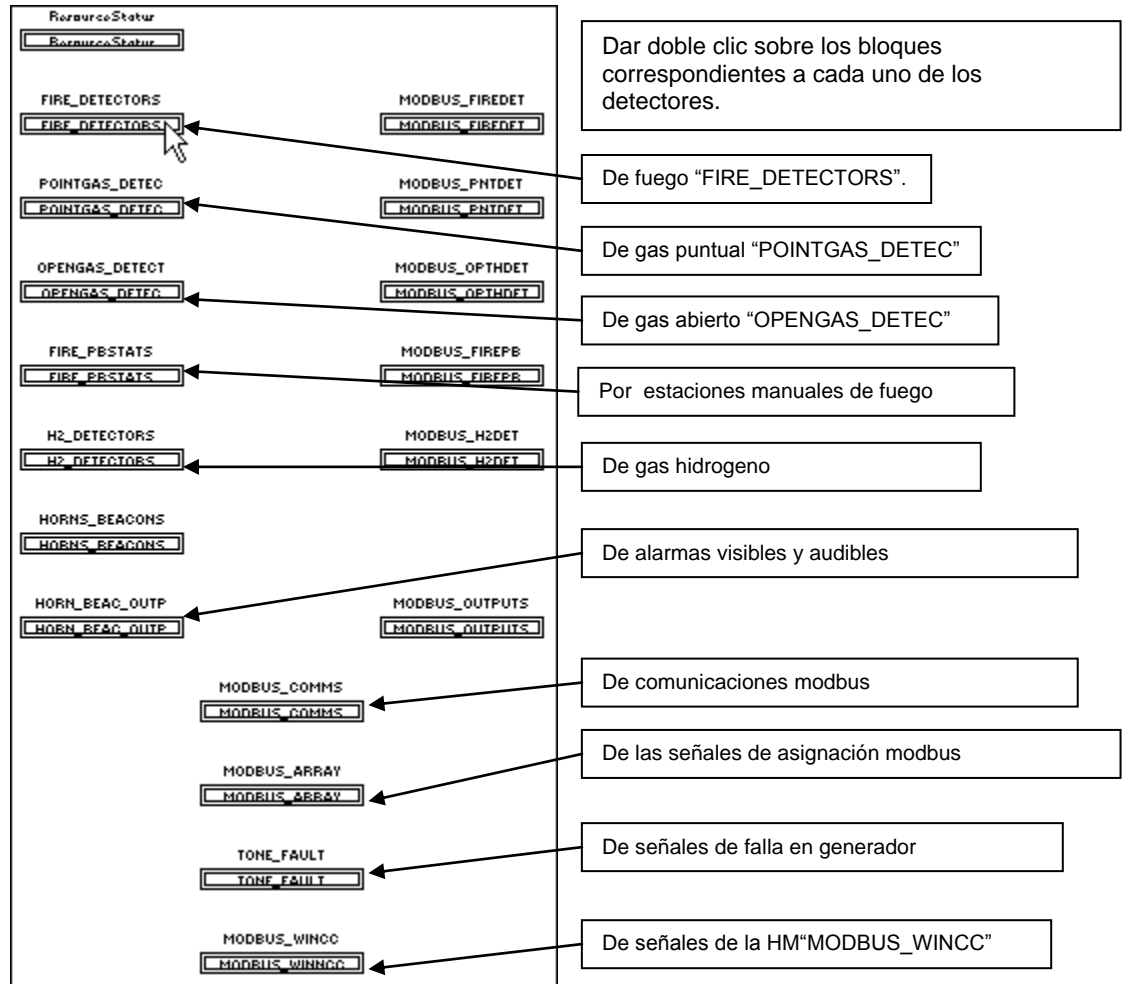 ResourceStatus
ResourceStatus
Dar doble clic sobre los bloques
correspondientes a cada uno de los
detectores.
FIRE_DETECTORS
MODBUS_FIREDET
FIRE_DETECTORS
MODBUS_FIREDET
De fuego “FIRE_DETECTORS”.
POINTGAS_DETEC
MODBUS_PNTDET
POINTGAS_DETEC
MODBUS_PNTDET
De gas puntual “POINTGAS_DETEC”
OPENGAS_DETECT
MODBUS_OPTHDET
OPENGAS_DETEC
MODBUS_OPTHDET
De gas abierto “OPENGAS_DETEC”
FIRE_PBSTATS
MODBUS_FIREPB
FIRE_PBSTATS
MODBUS_FIREPB
Por  estaciones manuales de fuego
H2_DETECTORS
MODBUS_H2DET
H2_DETECTORS
MODBUS_H2DET
De gas hidrogeno
HORNS_BEACONS
HORNS_BEACONS
De alarmas visibles y audibles
HORN_BEAC_OUTP
MODBUS_OUTPUTS
HORN_BEAC_OUTP
MODBUS_OUTPUTS
MODBUS_COMMS
MODBUS_COMMS
De comunicaciones modbus
MODBUS_ARRAY
MODBUS_ARRAY
De las señales de asignación modbus
TONE_FAULT
TONE_FAULT
De señales de falla en generador
MODBUS_WINCC
MODBUS_WINNCC
De señales de la HM“MODBUS_WINCC”